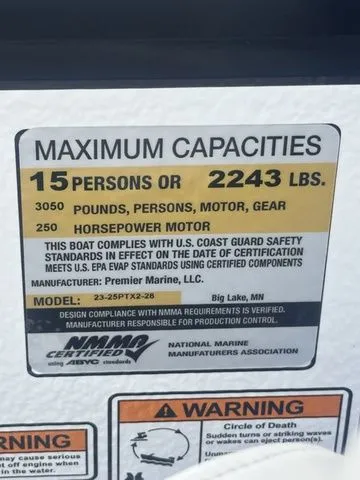 MAXIMUM CAPACITIES
15 PERSONS OR 2243 LBS.
3050 POUNDS, PERSONS, MOTOR, GEAR
250 HORSEPOWER MOTOR
THIS BOAT COMPLIES WITH U.S. COAST GUARD SAFETY
STANDARDS IN EFFECT ON THE DATE OF CERTIFICATION
MEETS U.S. EPA EVAP STANDARDS USING CERTIFIED COMPONENTS
MANUFACTURER: Premier Marine, LLC.
MODEL: 23-25PTX2-26 Big Lake, MN
DESIGN COMPLIANCE WITH NMMA REQUIREMENTS IS VERIFIED.
MANUFACTURER RESPONSIBLE FOR PRODUCTION CONTROL.
NMMA
CERTIFIED
using ABYC standards
NATIONAL MARINE
MANUFATURERS ASSOCIATION
WARNING
Circle of Death
Sudden turns or striking waves
or wakes can eject person(s).
RNING
may cause serious
t off engine when
in the water.